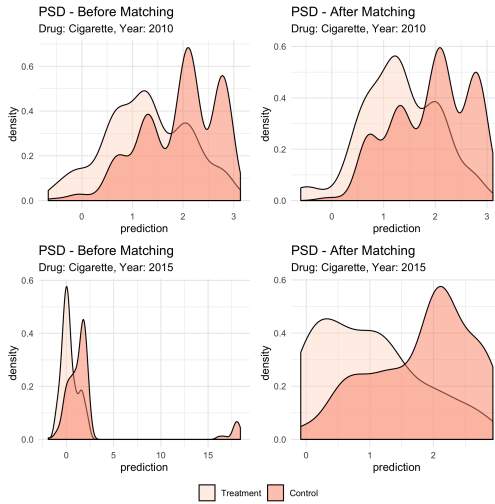 PSD - Before Matching
Drug: Cigarette, Year: 2010
0.6
0.4
0.2
0.0
density
0
1
2
3
prediction
PSD - After Matching
Drug: Cigarette, Year: 2010
0.6
0.4
0.2
0.0
density
0
1
2
3
prediction
PSD - Before Matching
Drug: Cigarette, Year: 2015
0.6
0.4
0.2
0.0
density
0
5
10
15
prediction
PSD - After Matching
Drug: Cigarette, Year: 2015
0.6
0.4
0.2
0.0
density
0
1
2
prediction
Treatment
Control